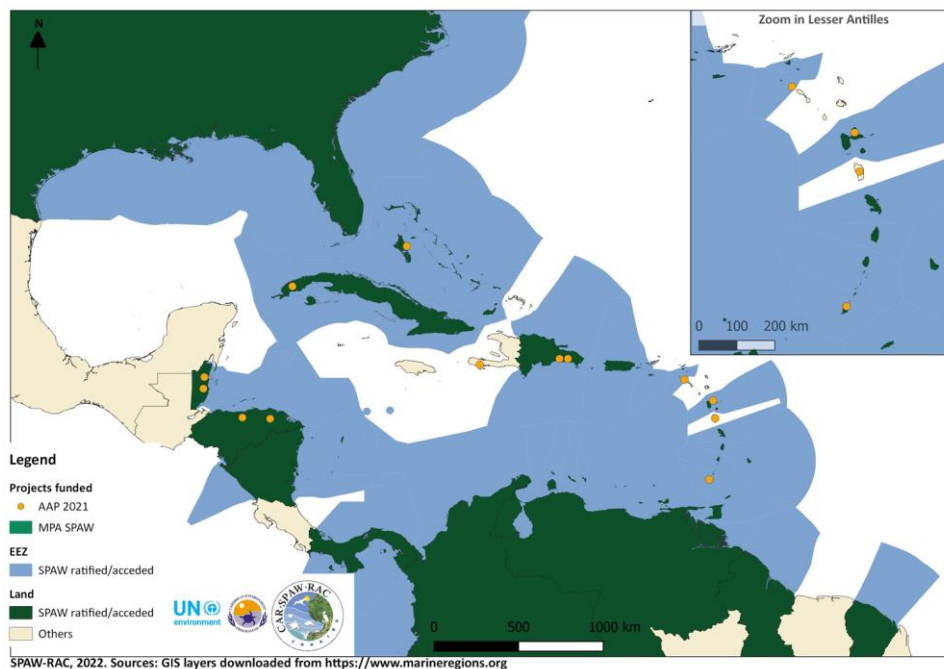 N
Zoom in Lesser Antilles
0 100 200 km
Legend
Projects funded
AAP 2021
MPA SPAW
EEZ
SPAW ratified/acceded
Land
SPAW ratified/acceded
Others
UN
environment
CAR-SPAW-RAC
0 500 1000 km
SPAW-RAC, 2022. Sources: GIS layers downloaded from https://www.marineregions.org